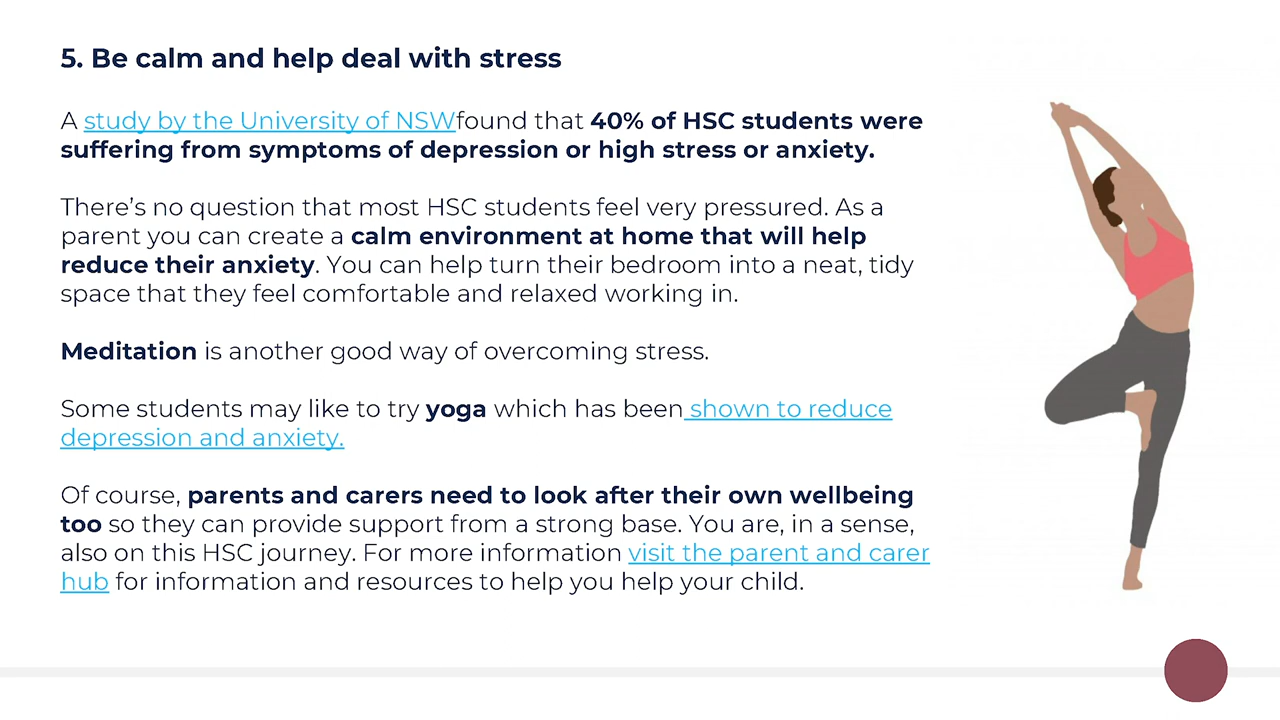 5. Be calm and help deal with stress
A study by the University of NSWfound that 40% of HSC students were
suffering from symptoms of depression or high stress or anxiety.
There’s no question that most HSC students feel very pressured. As a
parent you can create a calm environment at home that will help
reduce their anxiety. You can help turn their bedroom into a neat, tidy
space that they feel comfortable and relaxed working in.
Meditation is another good way of overcoming stress.
Some students may like to try yoga which has been shown to reduce
depression and anxiety.
Of course, parents and carers need to look after their own wellbeing
too so they can provide support from a strong base. You are, in a sense,
also on this HSC journey. For more information visit the parent and carer
hub for information and resources to help you help your child.